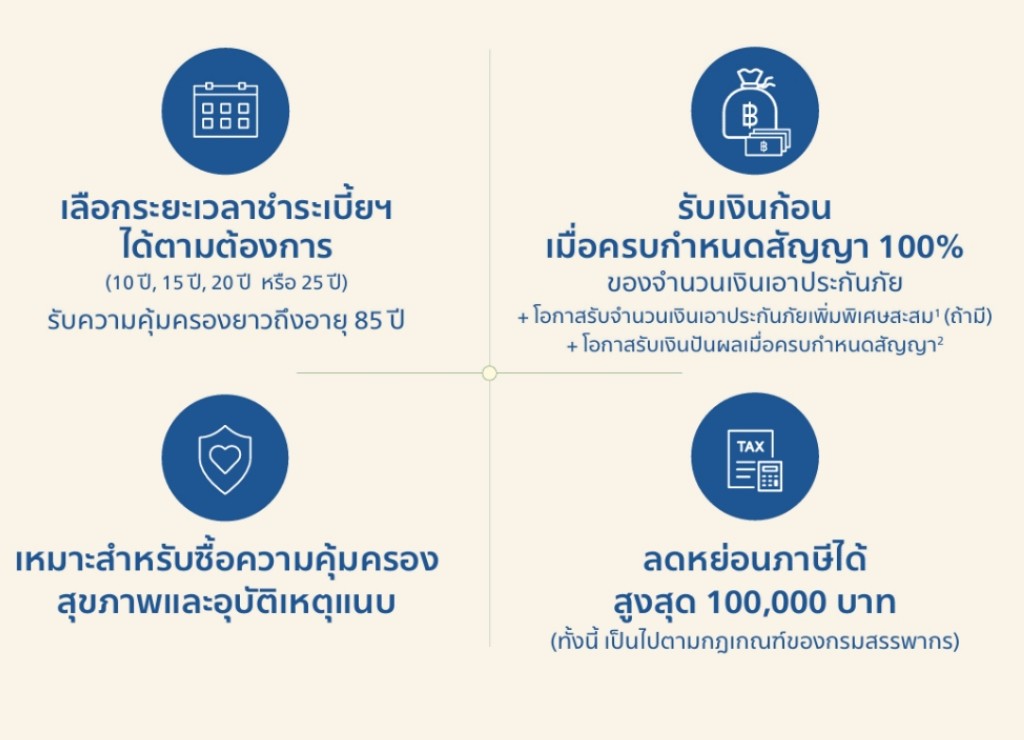 เลือกระยะเวลาชำระเบี้ยฯ
ได้ตามต้องการ
(10 ปี, 15 ปี, 20 ปี หรือ 25 ปี)
รับความคุ้มครองยาวถึงอายุ 85 ปี
฿
฿
รับเงินก้อน
เมื่อครบกำหนดสัญญา 100%
ของจำนวนเงินเอาประกันภัย
+ โอกาสรับจำนวนเงินเอาประกันภัยเพิ่มพิเศษสะสม¹ (ถ้ามี)
+ โอกาสรับเงินปันผลเมื่อครบกำหนดสัญญา²
เหมาะสำหรับซื้อความคุ้มครอง
สุขภาพและอุบัติเหตุแนบ
TAX
ลดหย่อนภาษีได้
สูงสุด 100,000 บาท
(ทั้งนี้ เป็นไปตามกฎเกณฑ์ของกรมสรรพากร)